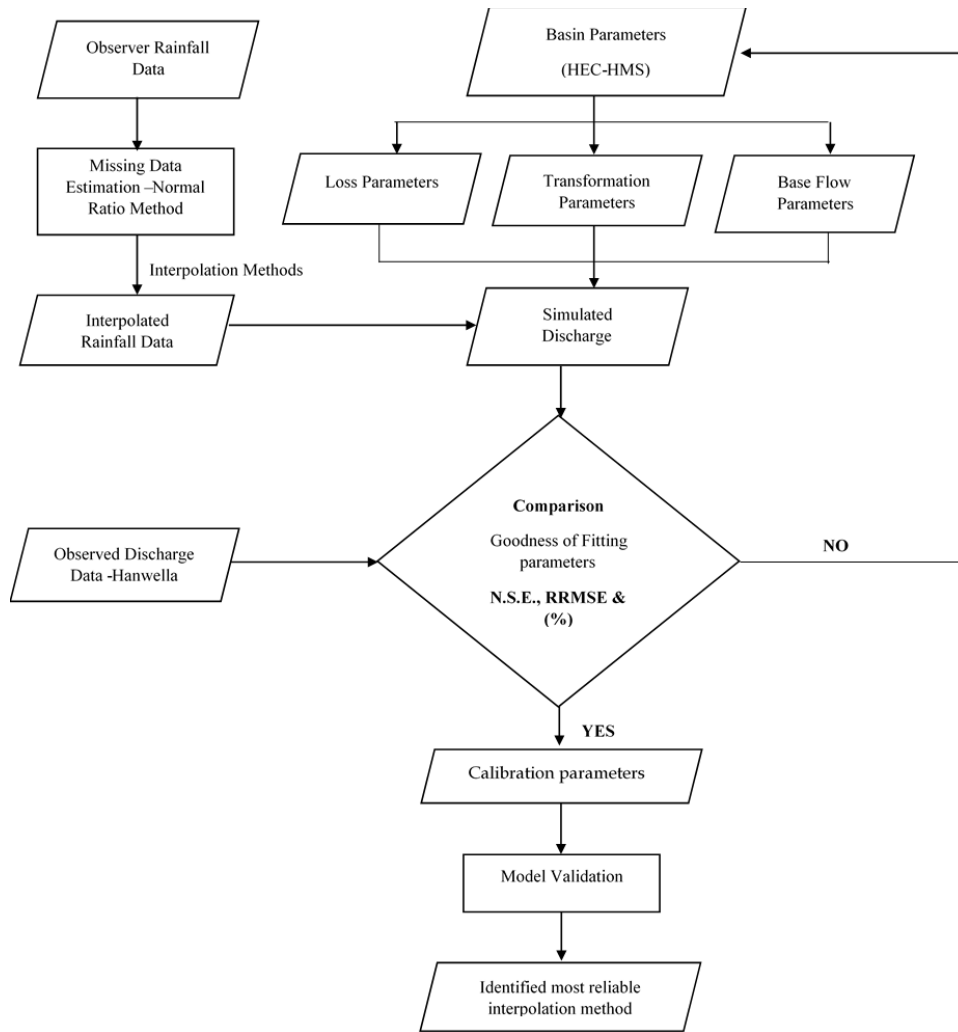 Observer Rainfall
Data
Basin Parameters
(HEC-HMS)
Missing Data
Estimation –Normal
Ratio Method
Loss Parameters
Transformation
Parameters
Base Flow
Parameters
Interpolation Methods
Interpolated
Rainfall Data
Simulated
Discharge
Observed Discharge
Data -Hanwella
Comparison
Goodness of Fitting
parameters
N.S.E., RRMSE &
(%)
NO
YES
Calibration parameters
Model Validation
Identified most reliable
interpolation method